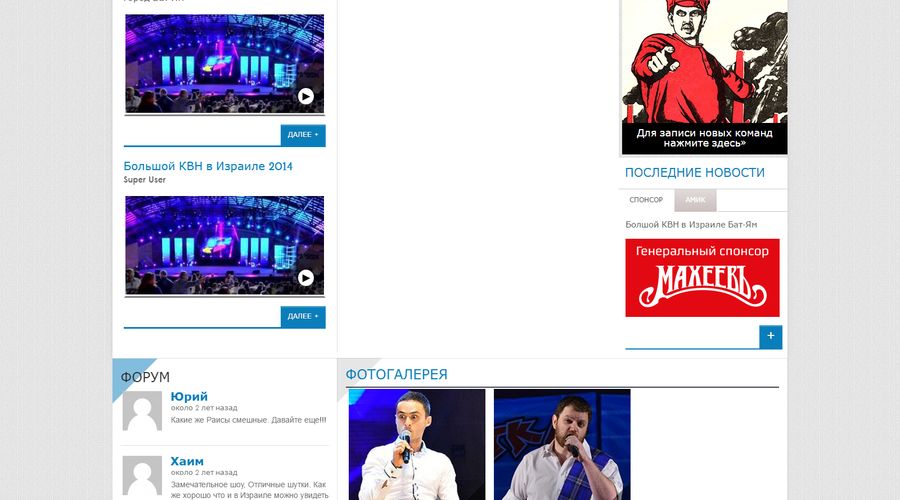 ДАЛЕЕ +
Большой КВН в Израиле 2014
Super User
ДАЛЕЕ +
Для записи новых команд
нажмите здесь»
ПОСЛЕДНИЕ НОВОСТИ
СПОНСОР
АМИК
Болшой КВН в Израиле Бат-Ям
Генеральный спонсор
МАХЕЕВЪ
+
ФОРУМ
Юрий
около 2 лет назад
Какие же Раисы смешные. Давайте еще!!!
Хаим
около 2 лет назад
Замечательное шоу, Отличные шутки. Как
же хорошо что и в Израиле можно увидеть
ФОТОГАЛЕРЕЯ